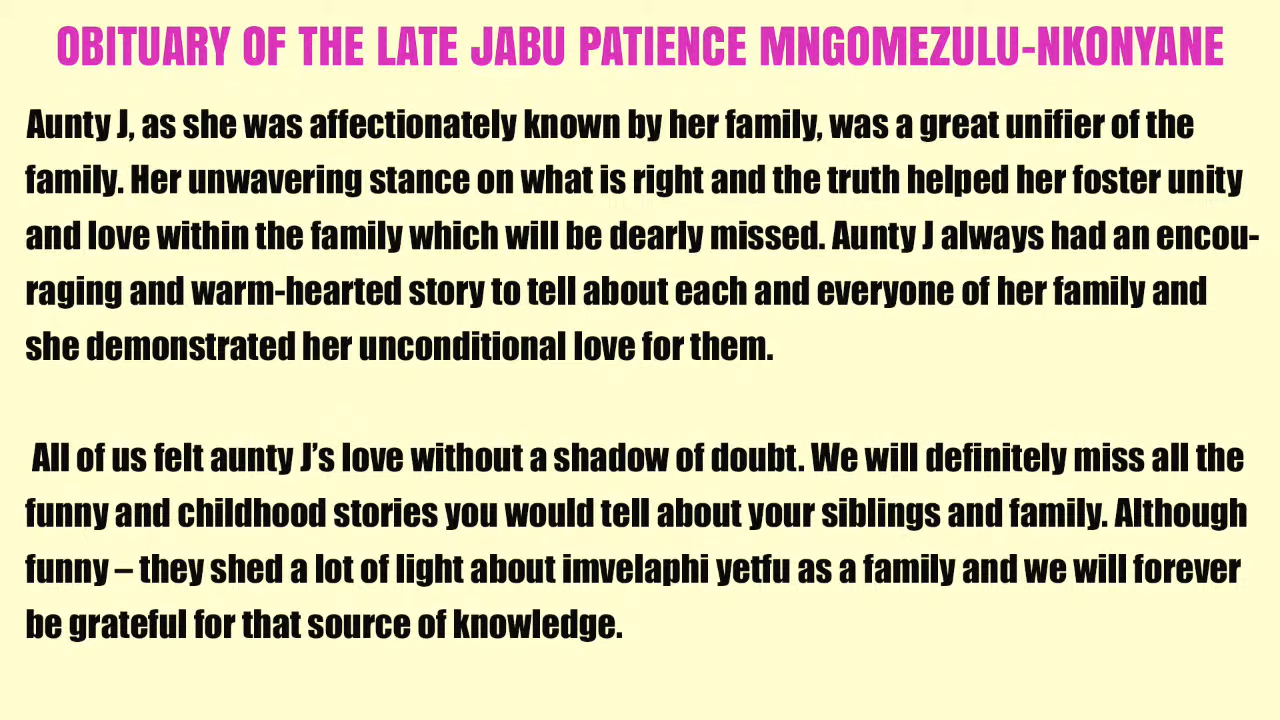 OBITUARY OF THE LATE JABU PATIENCE MNGOMEZULU-NKONYANE
Aunty J, as she was affectionately known by her family, was a great unifier of the
family. Her unwavering stance on what is right and the truth helped her foster unity
and love within the family which will be dearly missed. Aunty J always had an encou-
raging and warm-hearted story to tell about each and everyone of her family and
she demonstrated her unconditional love for them.
All of us felt aunty J’s love without a shadow of doubt. We will definitely miss all the
funny and childhood stories you would tell about your siblings and family. Although
funny – they shed a lot of light about imvelaphi yetfu as a family and we will forever
be grateful for that source of knowledge.